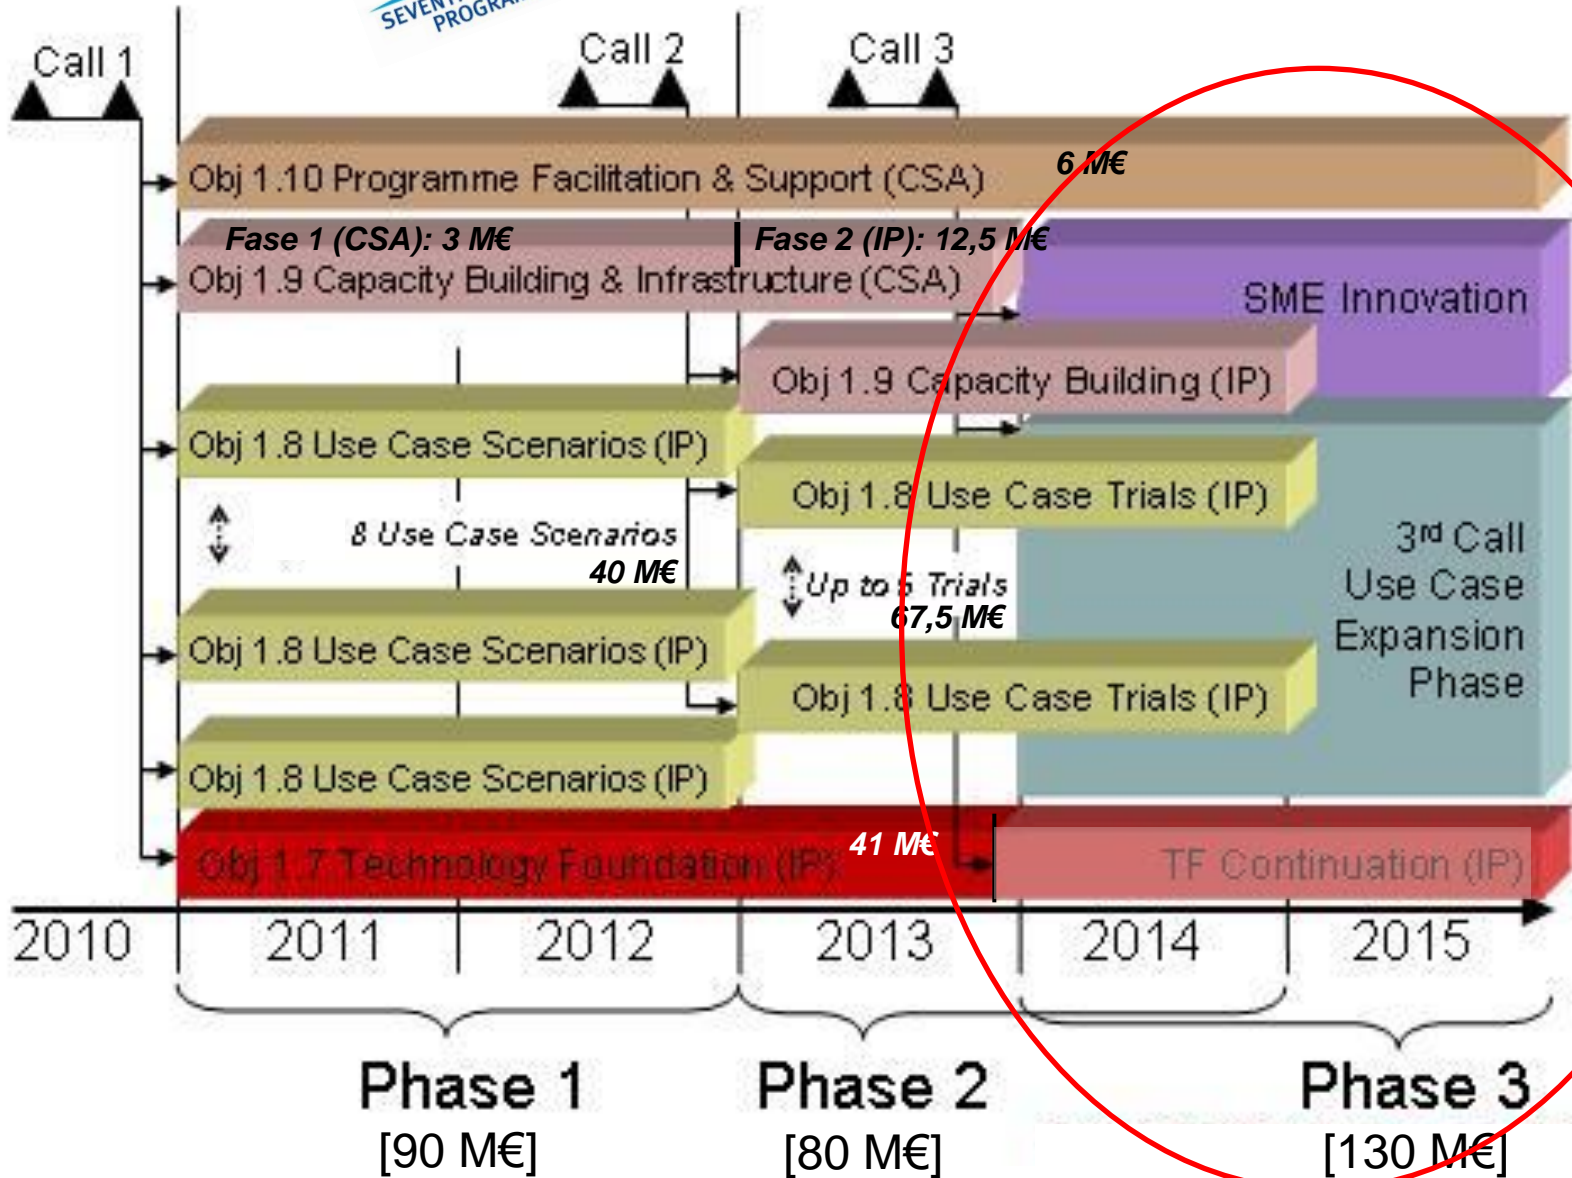 SEVENT
PROGRA
Call 1
Call 2
Call 3
Obj 1.10 Programme Facilitation & Support (CSA)
6 M€
Fase 1 (CSA): 3 M€
Fase 2 (IP): 12,5 M€
Obj 1.9 Capacity Building & Infrastructure (CSA)
SME Innovation
Obj 1.9 Capacity Building (IP)
Obj 1.8 Use Case Scenarios (IP)
Obj 1.8 Use Case Trials (IP)
8 Use Case Scenarios
40 M€
Up to 5 Trials
67,5 M€
3rd Call
Use Case
Expansion
Phase
Obj 1.8 Use Case Scenarios (IP)
Obj 1.8 Use Case Trials (IP)
Obj 1.8 Use Case Scenarios (IP)
Obj 1.7 Technology Foundation (IP)
41 M€
TF Continuation (IP)
2010
2011
2012
2013
2014
2015
Phase 1
Phase 2
Phase 3
[90 M€]
[80 M€]
[130 M€]